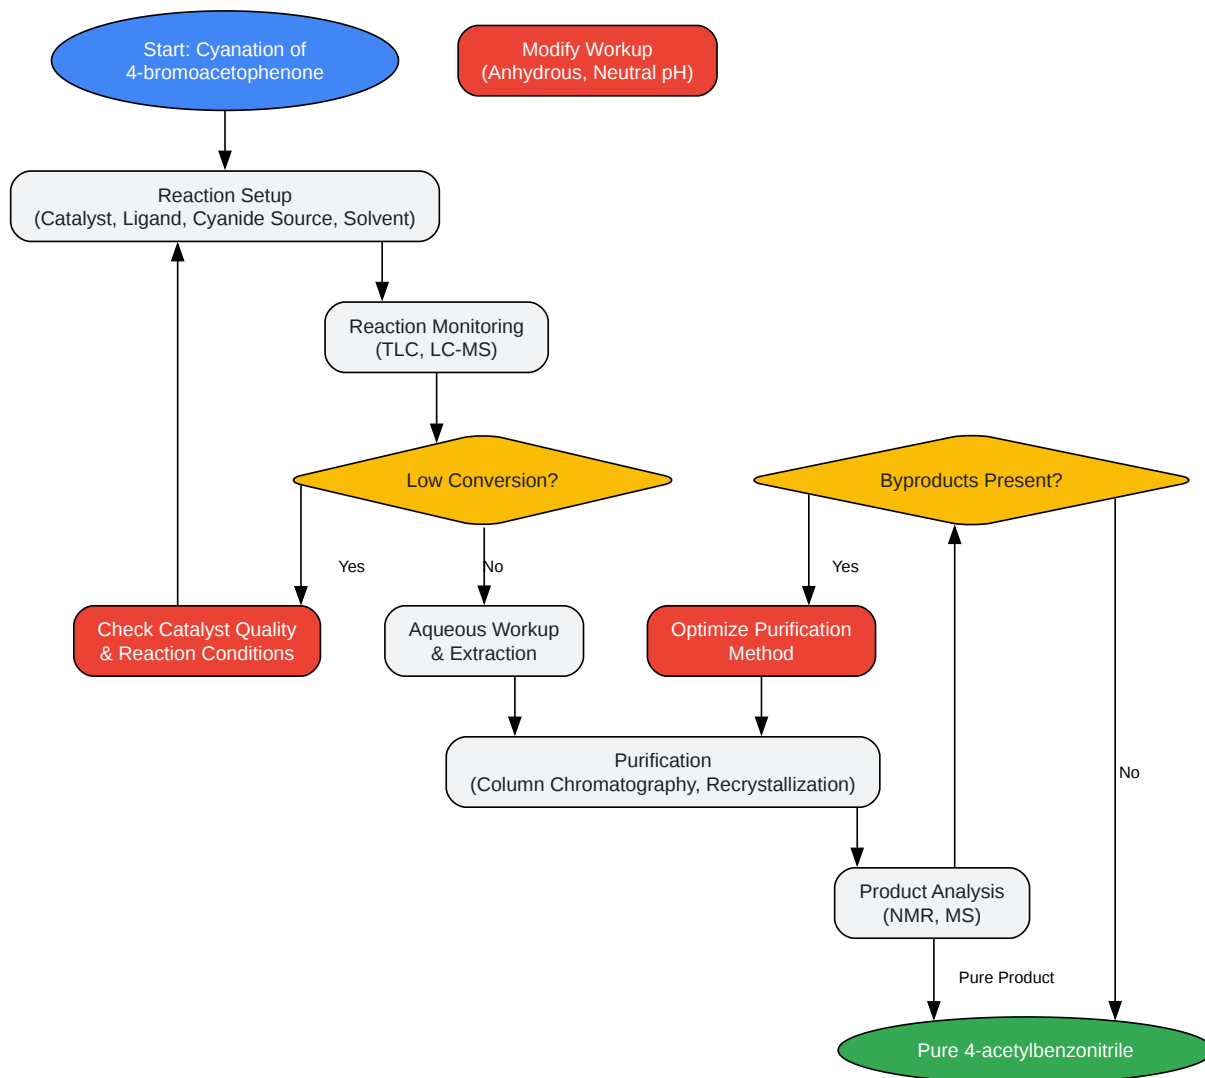 Start: Cyanation of
4-bromoacetophenone
Modify Workup
(Anhydrous, Neutral pH)
Reaction Setup
(Catalyst, Ligand, Cyanide Source, Solvent)
Reaction Monitoring
(TLC, LC-MS)
Low Conversion?
Byproducts Present?
Yes
No
Yes
Check Catalyst Quality
& Reaction Conditions
Aqueous Workup
& Extraction
Optimize Purification
Method
Purification
(Column Chromatography, Recrystallization)
No
Product Analysis
(NMR, MS)
Pure Product
Pure 4-acetylbenzonitrile